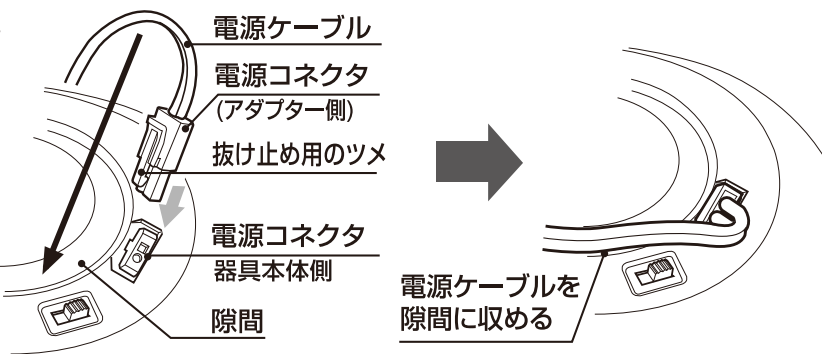 電源ケーブル
電源コネクタ
(アダプター側)
抜け止め用のツメ
電源コネクタ
器具本体側
隙間
電源ケーブルを
隙間に収める